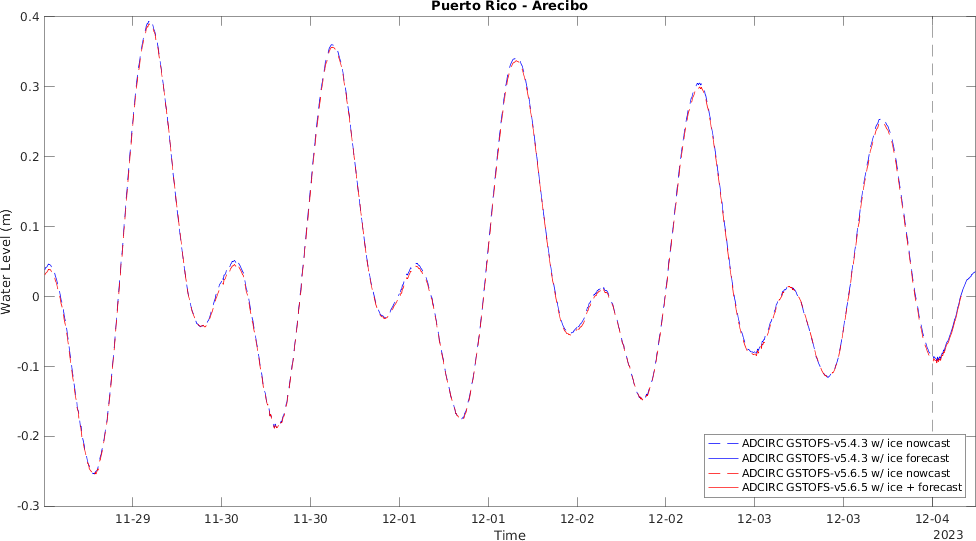 Puerto Rico - Arecibo
0.4
0.3
0.2
0.1
0
-0.1
-0.2
-0.3
Water Level (m)
ADCIRC GSTOFS-v5.4.3 w/ ice nowcast
ADCIRC GSTOFS-v5.4.3 w/ ice forecast
ADCIRC GSTOFS-v5.6.5 w/ ice nowcast
ADCIRC GSTOFS-v5.6.5 w/ ice + forecast
11-29 11-30 11-30 12-01 12-01 12-02 12-02 12-03 12-03 12-04
Time
2023